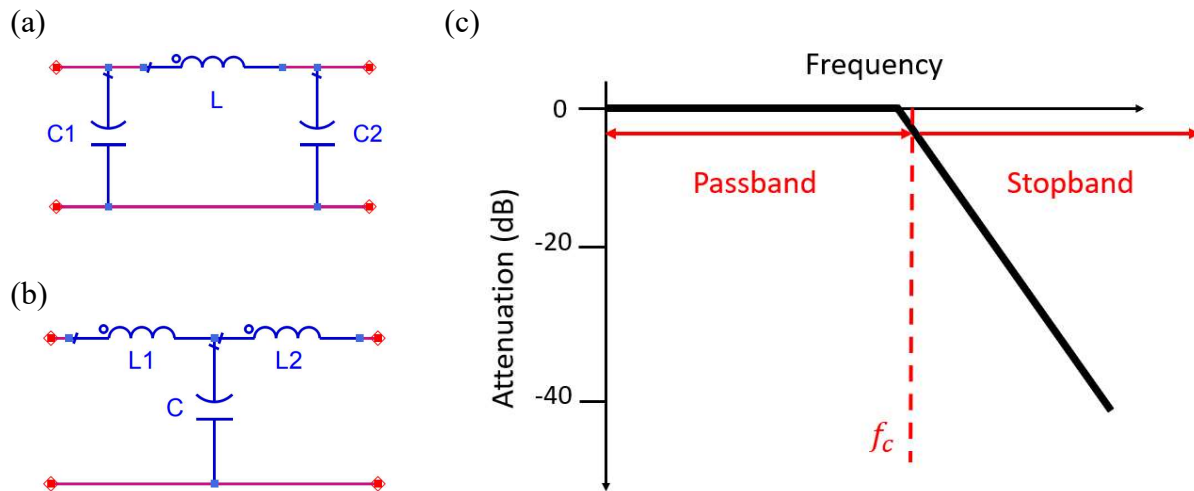 (a)
L
C1
C2
(b)
L1
L2
C
(c)
Frequency
0
Passband
Stopband
Attenuation (dB)
-20
-40
f_c